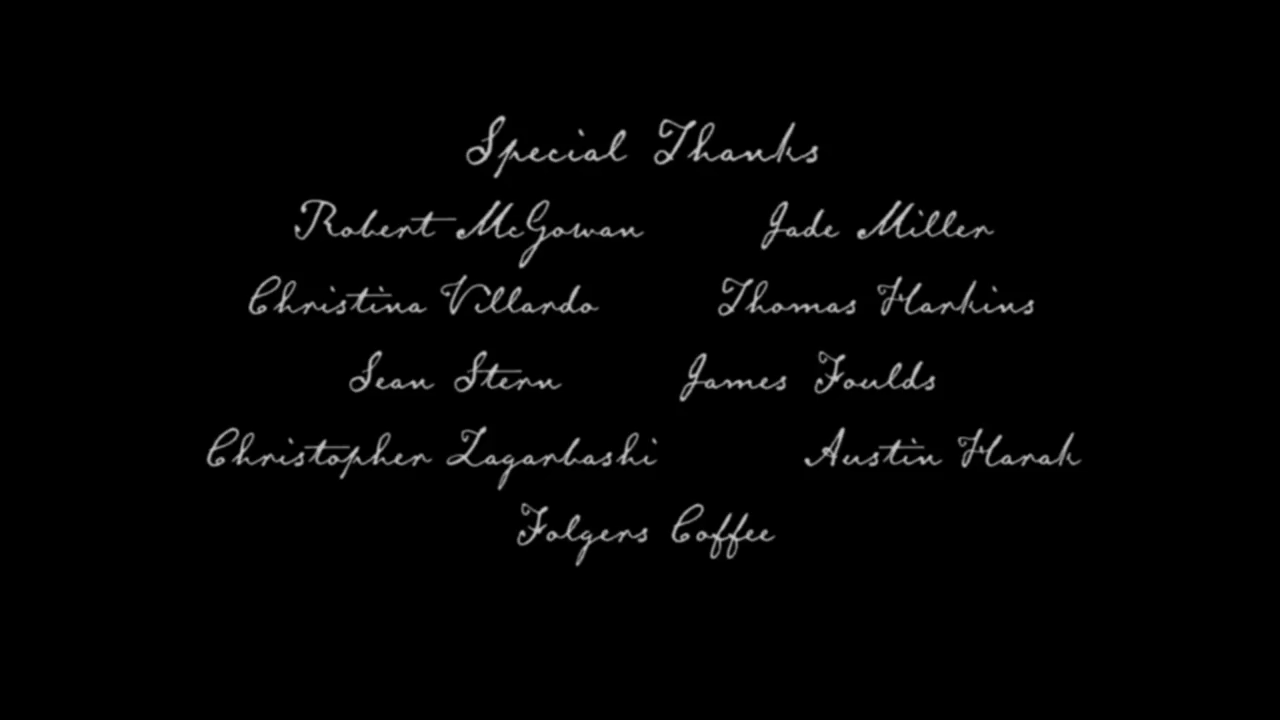 Special Thanks
Robert McGowan Jade Miller
Christina Villardo Thomas Harkins
Sean Stern James Foulds
Christopher Zagarbashi Austin Harak
Folgers Coffee